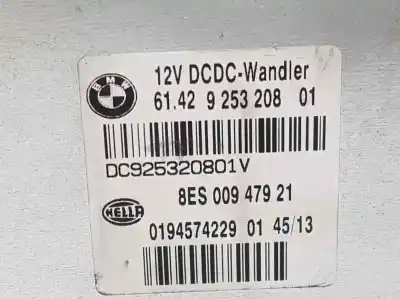 BMW
12V DCDC-Wandler
61.42 9 253 208 01
DC925320801V
8ES 009 479 21
HELLA
0194574229 01 45/13